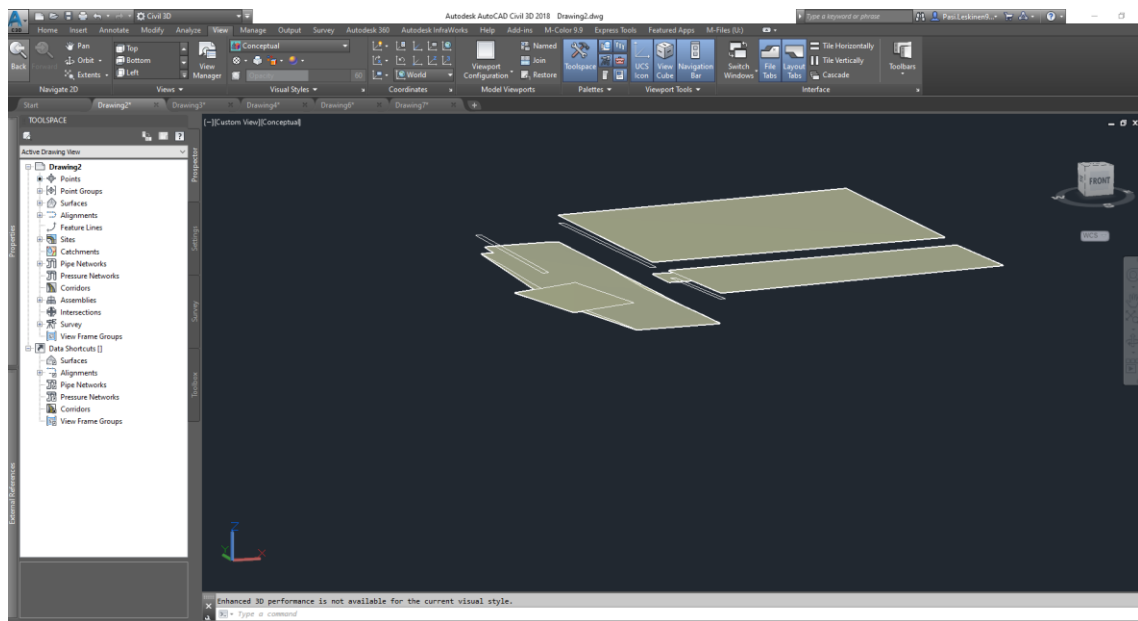 Civil 3D
Autodesk AutoCAD Civil 3D 2018 Drawing2.dwg
Type a keyword or phrase
Pasi.Leskinen9...
Home Insert Annotate Modify Analyze View Manage Output Survey Autodesk 360 Autodesk InfraWorks Help Add-ins M-Color 9.9 Express Tools Featured Apps M-Files (U:)
Back
Forward
Pan
Orbit
Extents
Navigate 2D
Top
Bottom
Left
Views
View
Manager
Conceptual
Opacity
60
Visual Styles
World
Coordinates
Viewport
Configuration
Named
Join
Restore
Model Viewports
Toolspace
Palettes
UCS
Icon
View
Cube
Navigation
Bar
Viewport Tools
Switch
Windows
File
Tabs
Layout
Tabs
Tile Horizontally
Tile Vertically
Cascade
Interface
Toolbars
Start Drawing2* Drawing3* Drawing4* Drawing6* Drawing7*
TOOLSPACE
Active Drawing View
Drawing2
Points
Point Groups
Surfaces
Alignments
Feature Lines
Sites
Catchments
Pipe Networks
Pressure Networks
Corridors
Assemblies
Intersections
Survey
View Frame Groups
Data Shortcuts []
Surfaces
Alignments
Pipe Networks
Pressure Networks
Corridors
View Frame Groups
Prospector
Settings
Survey
Toolbox
Properties
External References
[−][Custom View][Conceptual]
FRONT
WCS
Z
X
Y
Enhanced 3D performance is not available for the current visual style.
Type a command